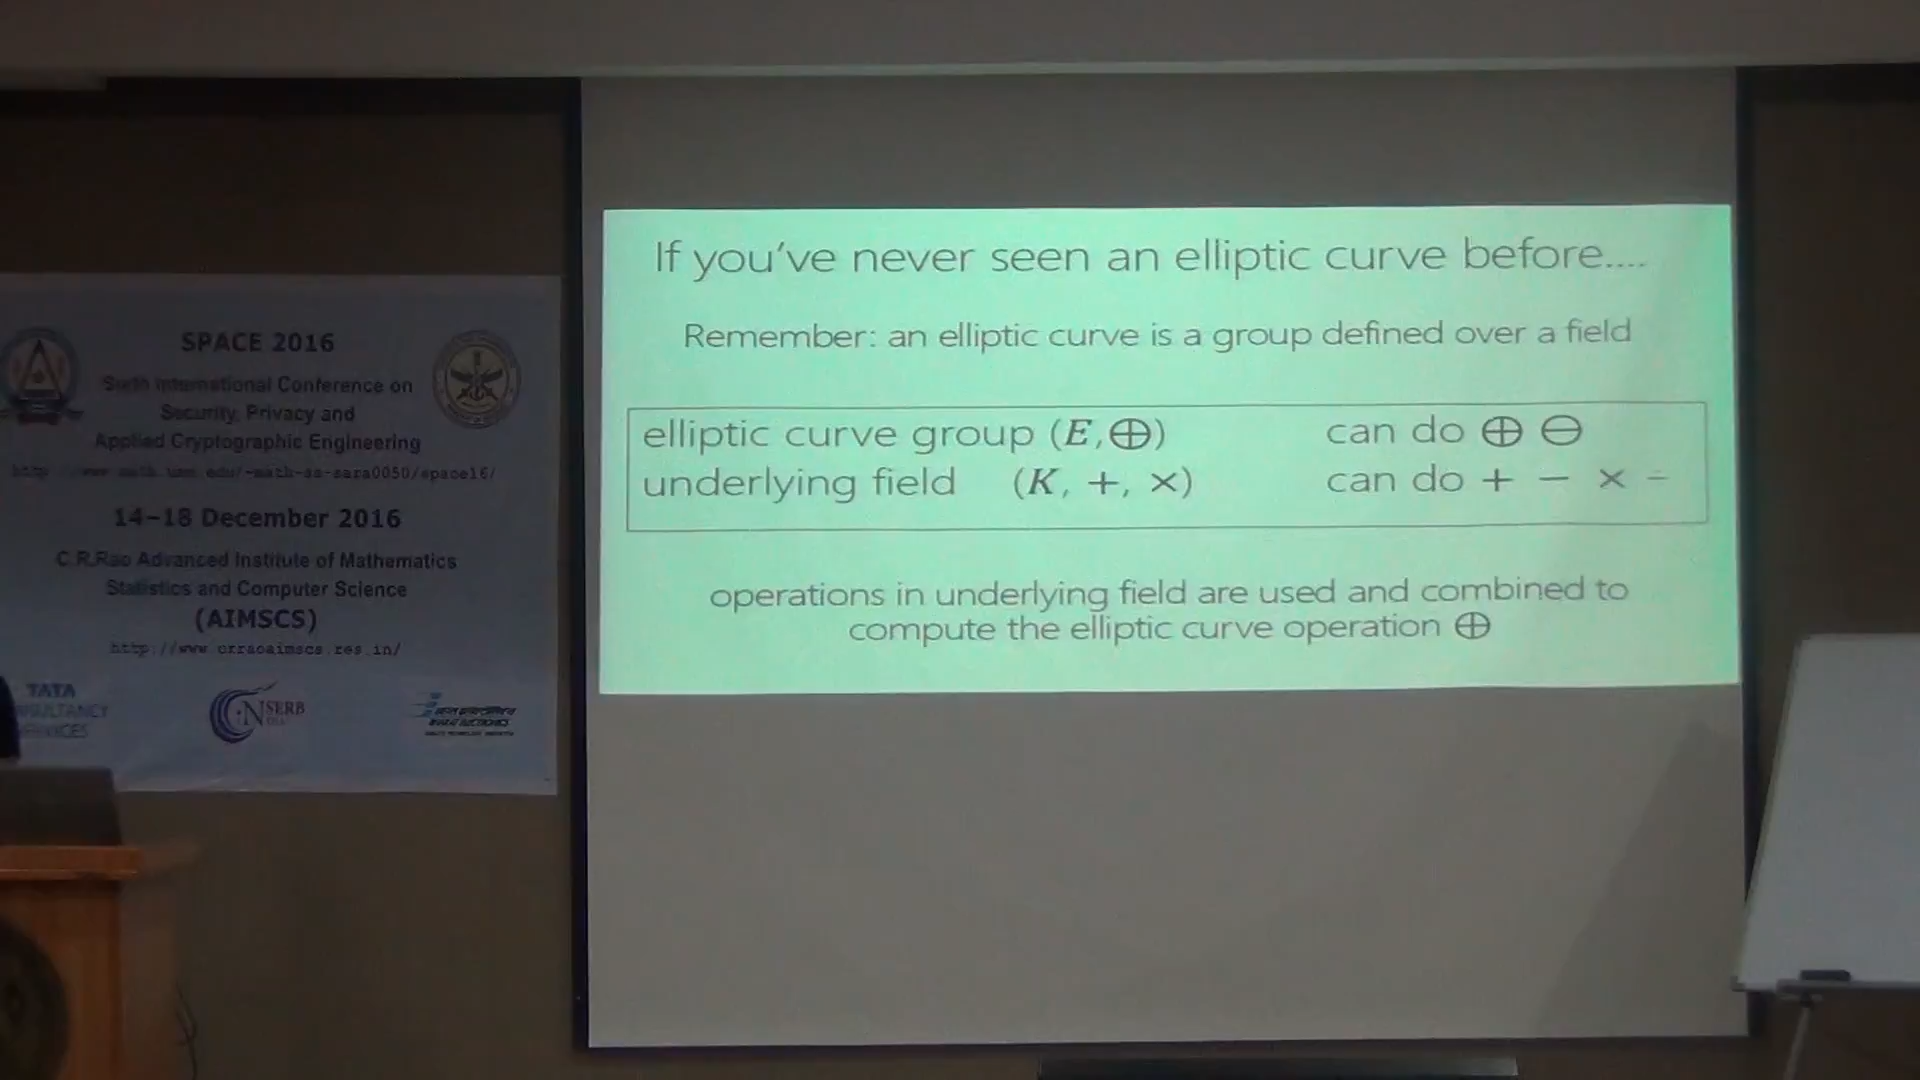 SPACE 2016
Sixth International Conference on
Security, Privacy and
Applied Cryptographic Engineering
14-18 December 2016
C.R.Rao Advanced Institute of Mathematics
Statistics and Computer Science
(AIMSCS)
http://www.crraoaimscs.res.in/
TATA
SERB
If you've never seen an elliptic curve before....
Remember: an elliptic curve is a group defined over a field
elliptic curve group (E,⊕) can do ⊕ ⊖
underlying field (K, +, ×) can do + − × ÷
operations in underlying field are used and combined to
compute the elliptic curve operation ⊕